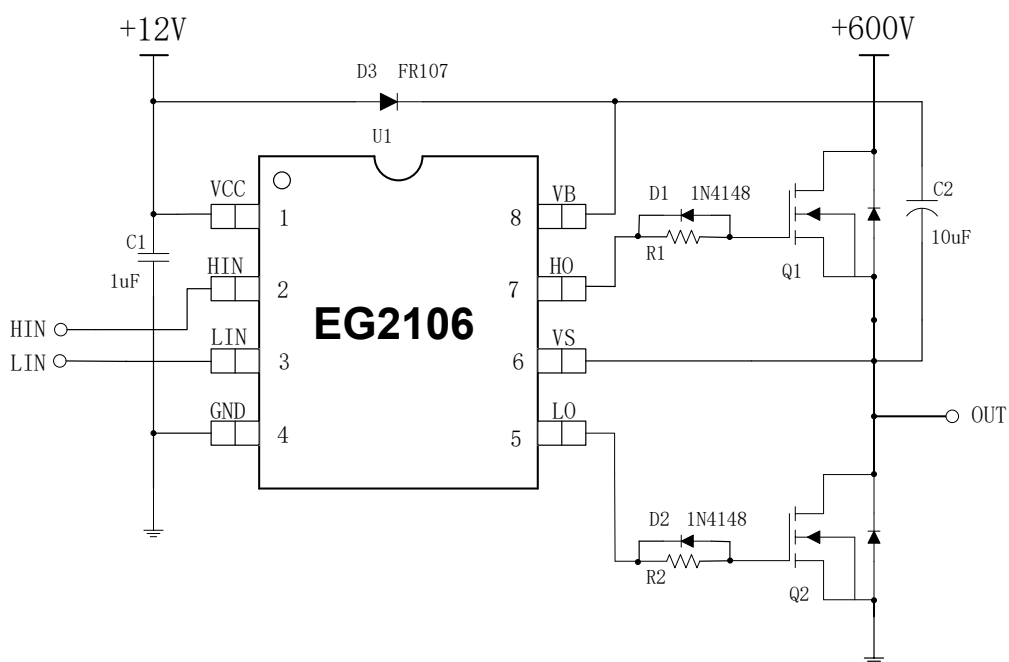 +12V
+600V
D3 FR107
U1
VCC
1
C1
1uF
HIN
2
LIN
3
GND
4
HIN
LIN
EG2106
VB
8
HO
7
VS
6
LO
5
D1 1N4148
R1
Q1
C2
10uF
OUT
D2 1N4148
R2
Q2